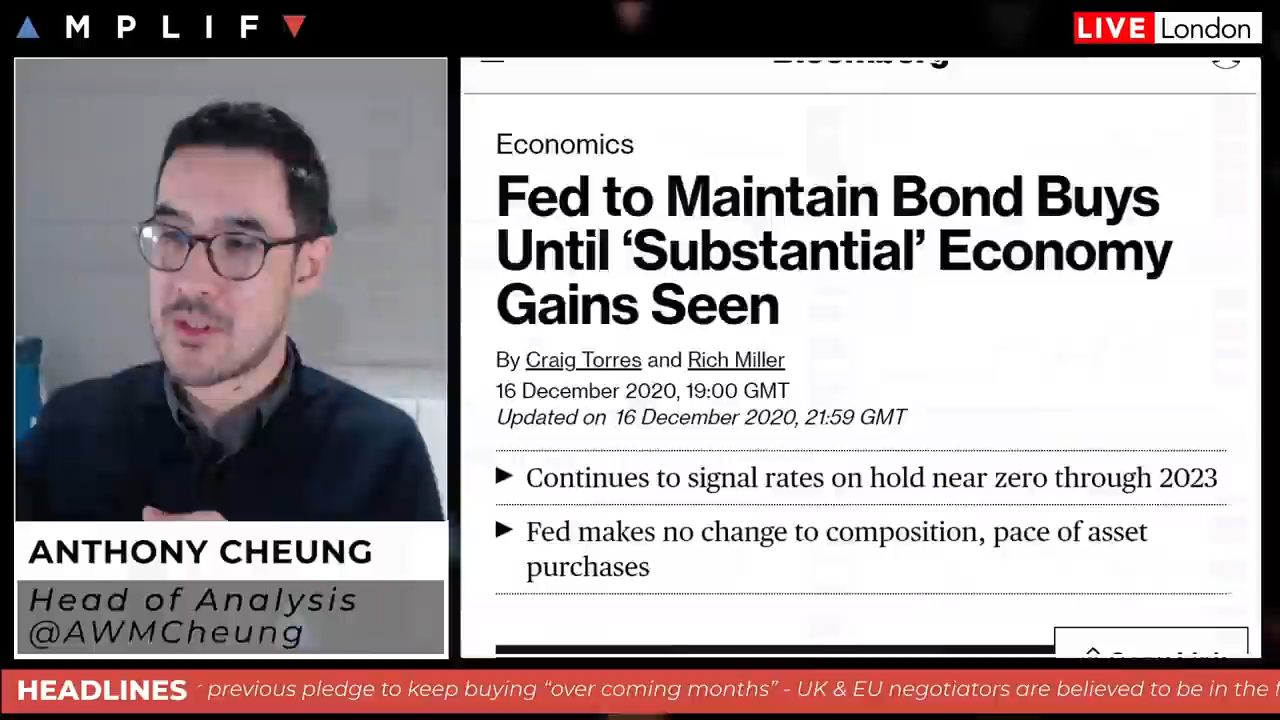 AMPLIFY
LIVE London
Bloomberg
Economics
Fed to Maintain Bond Buys
Until ‘Substantial’ Economy
Gains Seen
By Craig Torres and Rich Miller
16 December 2020, 19:00 GMT
Updated on 16 December 2020, 21:59 GMT
Continues to signal rates on hold near zero through 2023
Fed makes no change to composition, pace of asset
purchases
ANTHONY CHEUNG
Head of Analysis
@AWMCheung
HEADLINES previous pledge to keep buying “over coming months” - UK & EU negotiators are believed to be in the